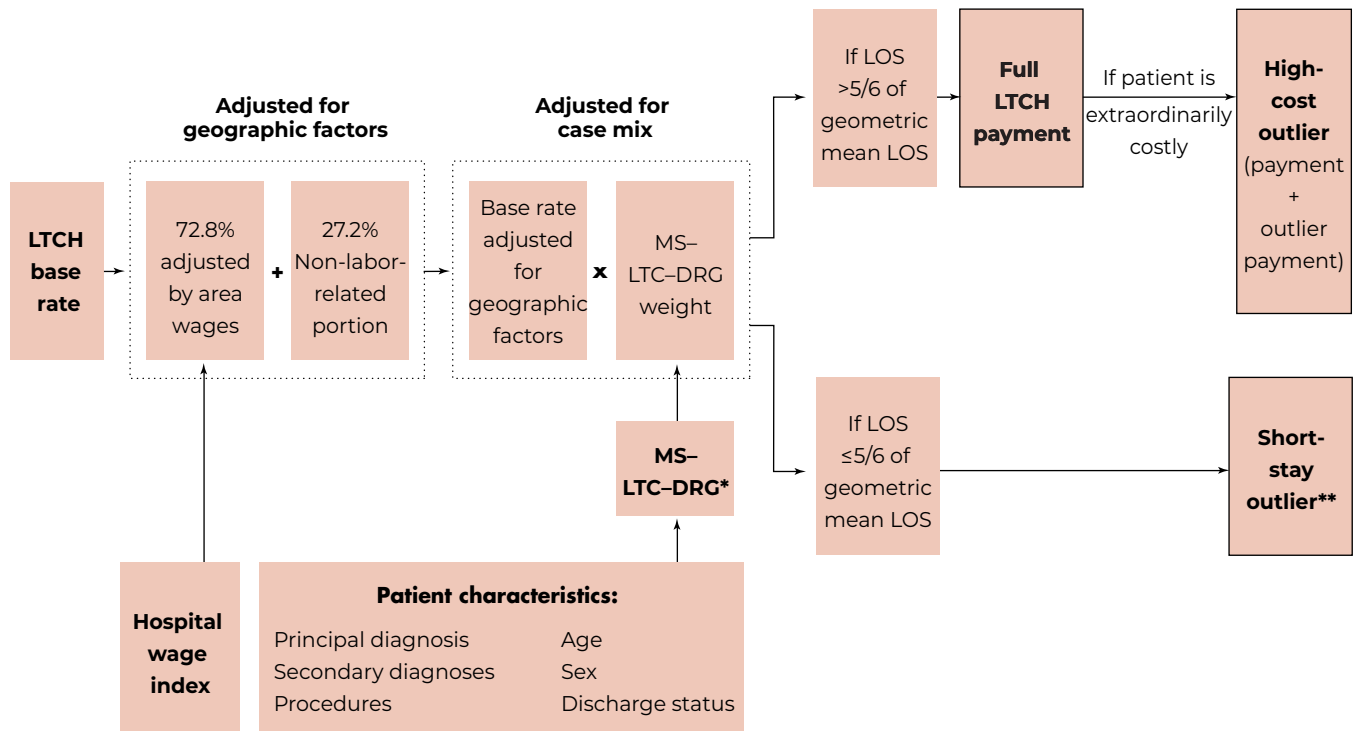 Adjusted for
geographic factors
Adjusted for
case mix
LTCH
base
rate
72.8%
adjusted
by area
wages
+
27.2%
Non-labor-
related
portion
Base rate
adjusted
for
geographic
factors
x
MS–
LTC–DRG
weight
If LOS
>5/6 of
geometric
mean LOS
Full
LTCH
payment
If patient is
extraordinarily
costly
High-
cost
outlier
(payment
+
outlier
payment)
If LOS
≤5/6 of
geometric
mean LOS
Short-
stay
outlier**
MS–
LTC–DRG*
Hospital
wage
index
Patient characteristics:
Principal diagnosis
Secondary diagnoses
Procedures
Age
Sex
Discharge status